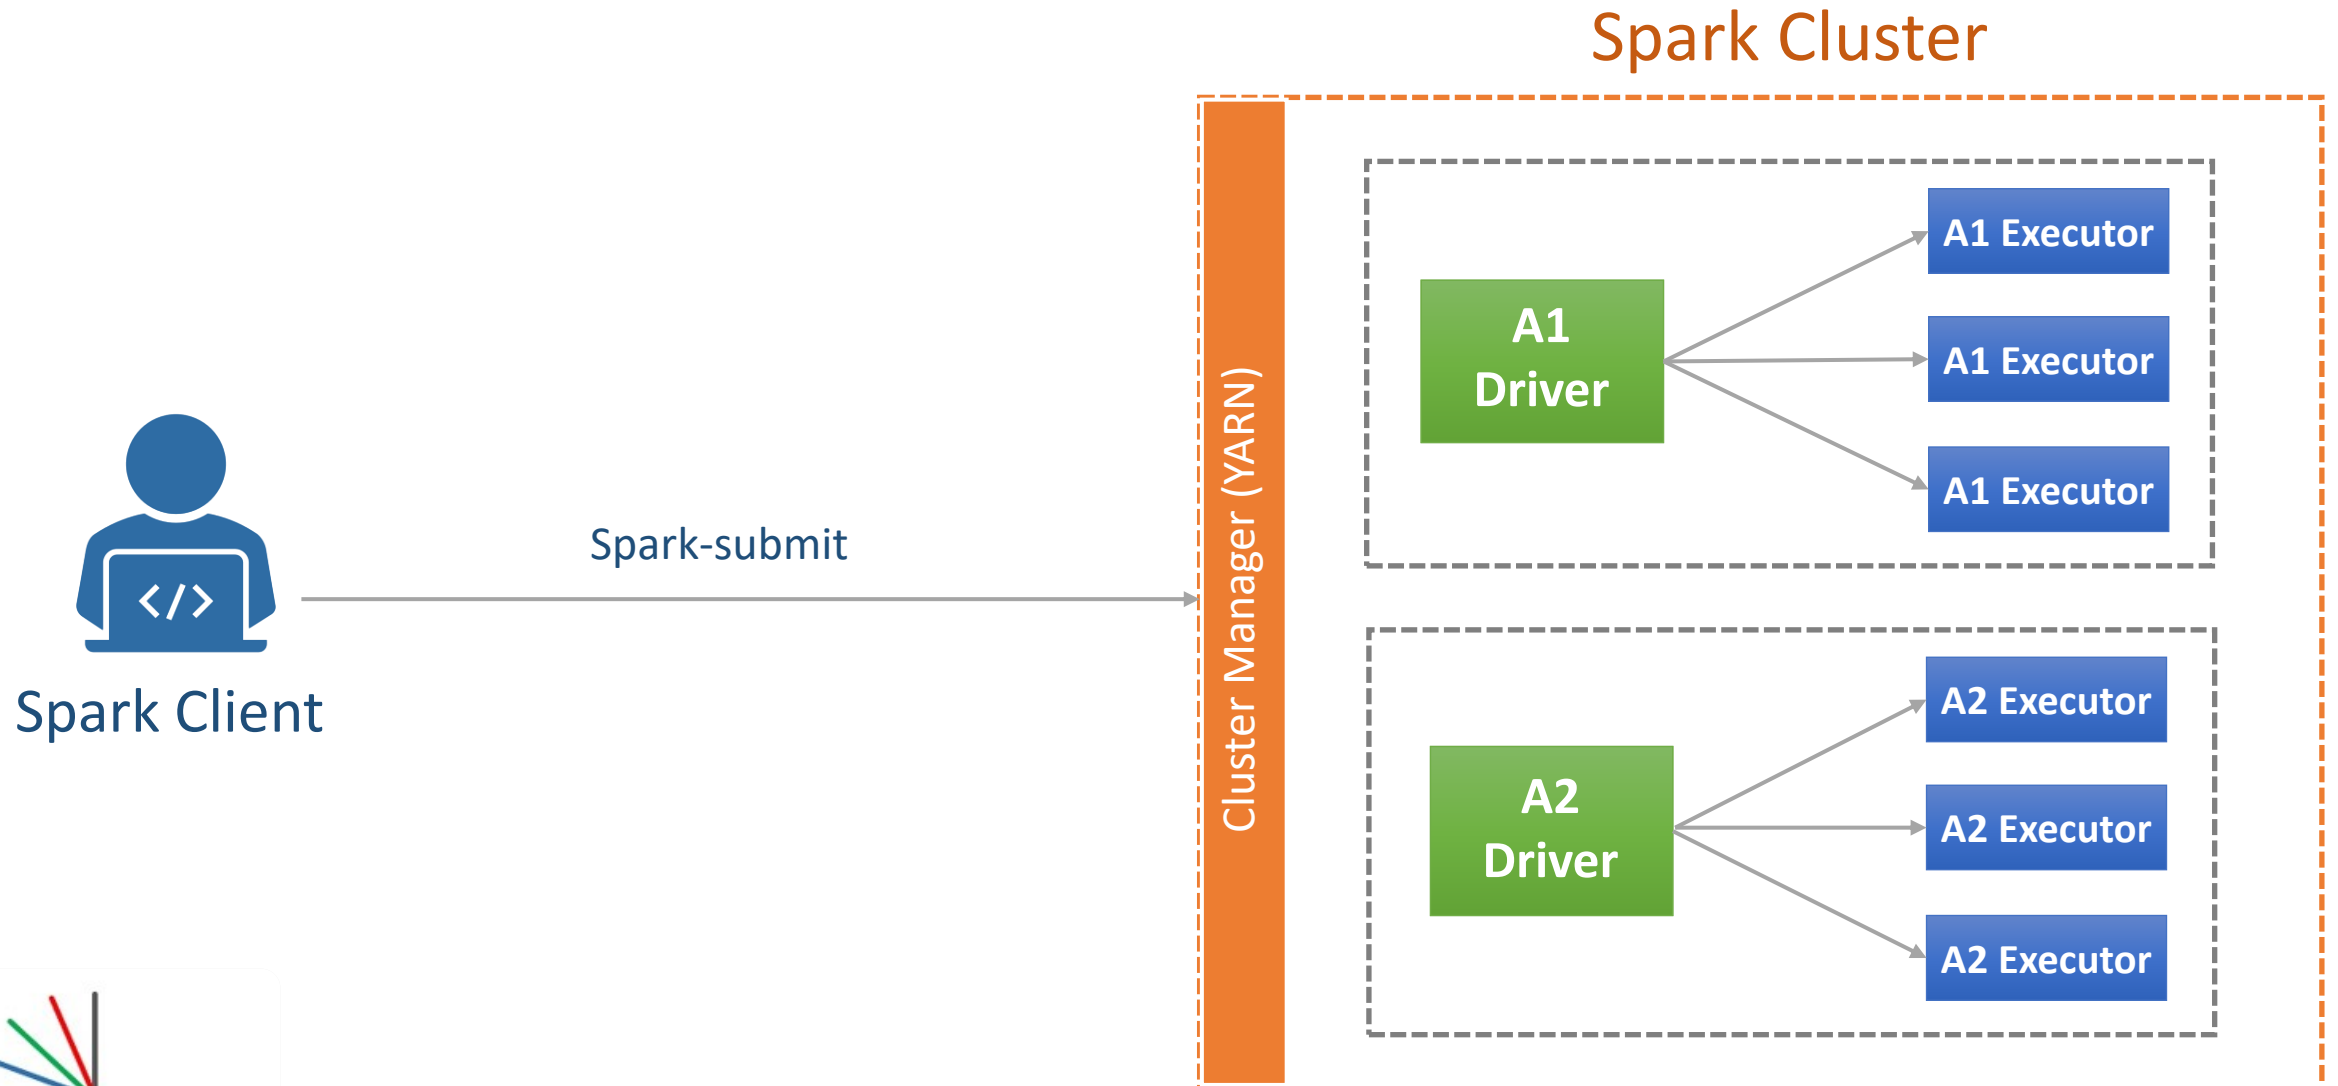 Spark Cluster
A1 Executor
A1
Driver
A1 Executor
A1 Executor
Cluster Manager (YARN)
</>
Spark-submit
Spark Client
A2 Executor
A2
Driver
A2 Executor
A2 Executor